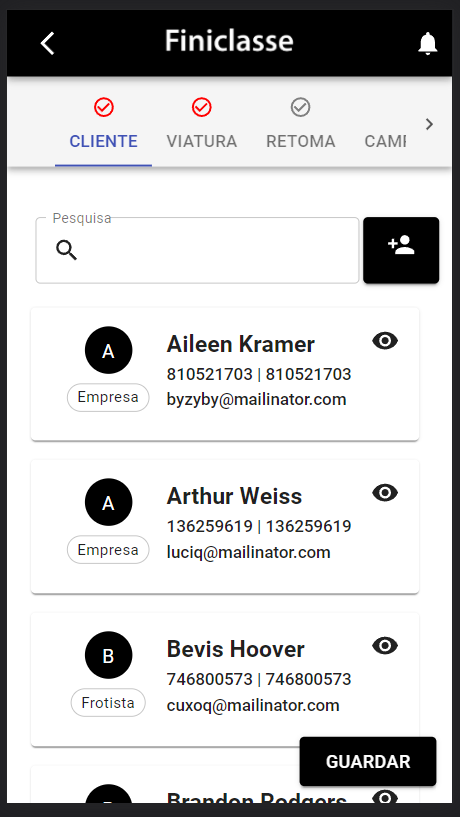 Finiclasse
CLIENTE VIATURA RETOMA
Pesquisa
A
Aileen Kramer
810521703 | 810521703
Empresa
byzyby@mailinator.com
A
Arthur Weiss
136259619 | 136259619
Empresa
luciq@mailinator.com
B
Bevis Hoover
746800573 | 746800573
Frotista
cuxoq@mailinator.com
GUARDAR
Brandon Rodgers